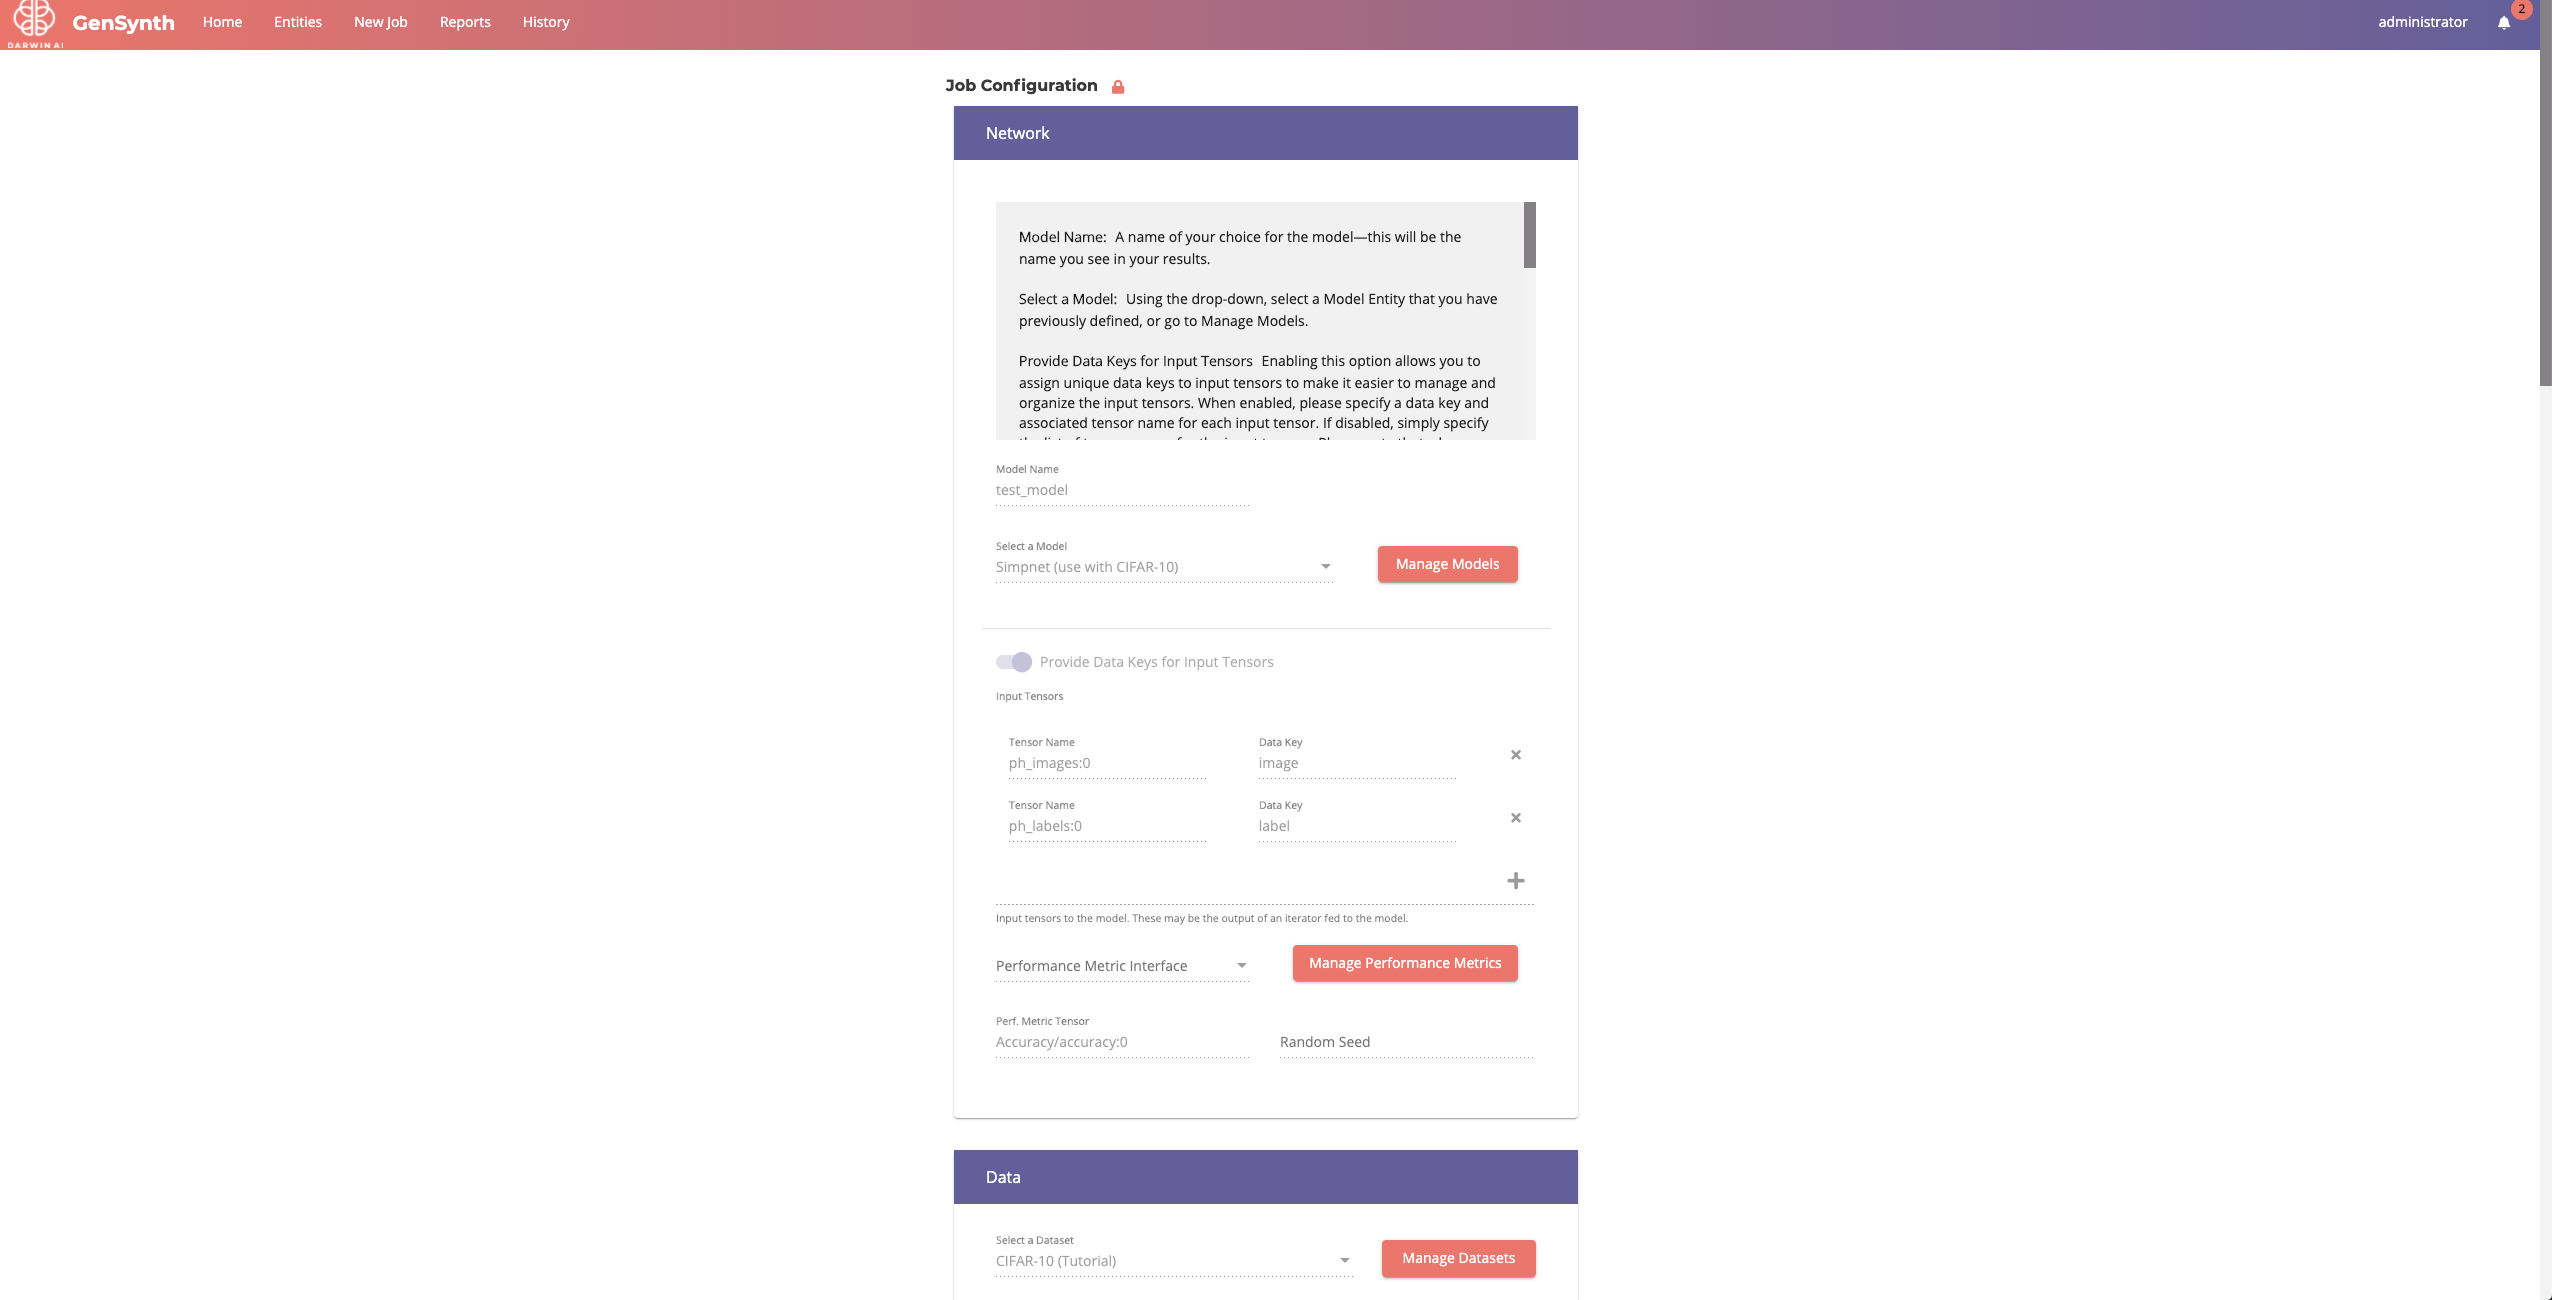 DARWIN AI
GenSynth
Home
Entities
New Job
Reports
History
administrator
2
Job Configuration
Network
Model Name: A name of your choice for the model—this will be the
name you see in your results.
Select a Model: Using the drop-down, select a Model Entity that you have
previously defined, or go to Manage Models.
Provide Data Keys for Input Tensors Enabling this option allows you to
assign unique data keys to input tensors to make it easier to manage and
organize the input tensors. When enabled, please specify a data key and
associated tensor name for each input tensor. If disabled, simply specify
Model Name
test_model
Select a Model
Simpnet (use with CIFAR-10)
Manage Models
Provide Data Keys for Input Tensors
Input Tensors
Tensor Name
Data Key
ph_images:0
image
Tensor Name
Data Key
ph_labels:0
label
Input tensors to the model. These may be the output of an iterator fed to the model.
Performance Metric Interface
Manage Performance Metrics
Perf. Metric Tensor
Accuracy/accuracy:0
Random Seed
Data
Select a Dataset
CIFAR-10 (Tutorial)
Manage Datasets